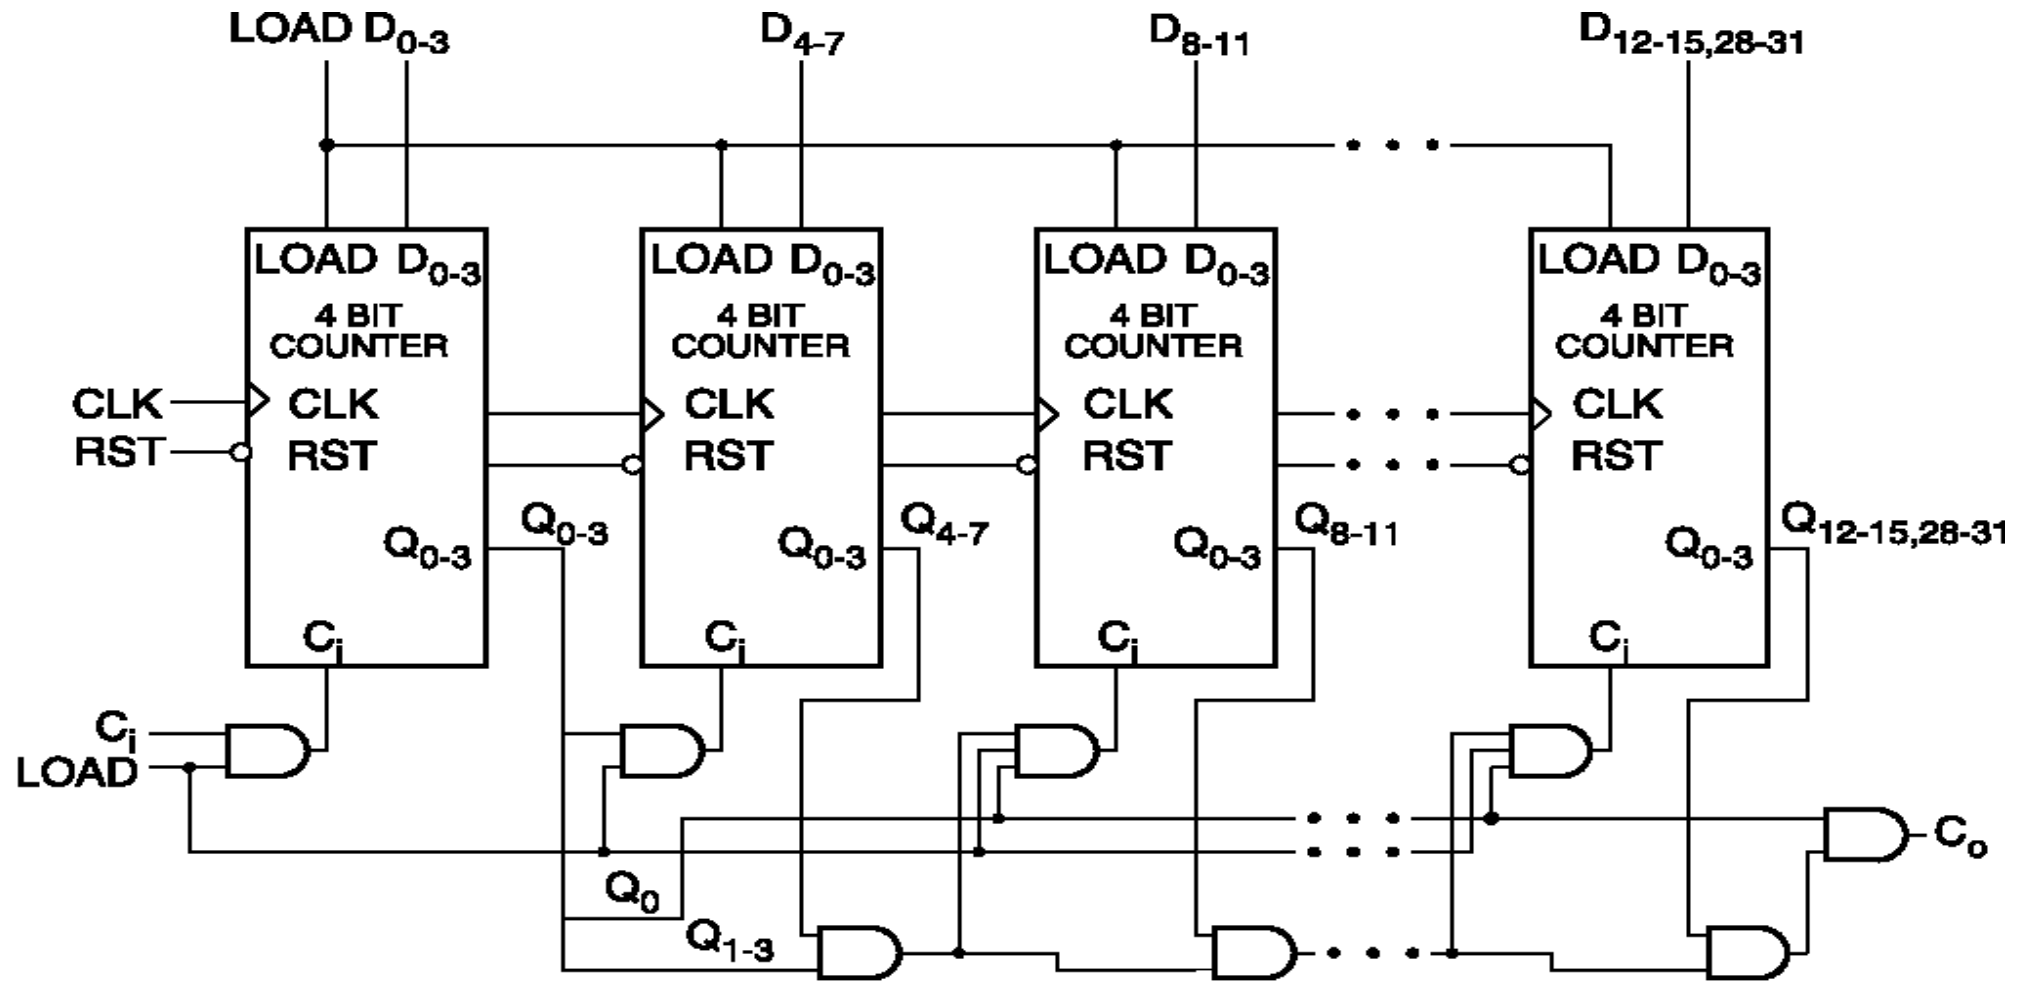 LOAD D0-3 D4-7 D8-11 D12-15,28-31
LOAD D0-3 LOAD D0-3 LOAD D0-3 LOAD D0-3
4 BIT 4 BIT 4 BIT 4 BIT
COUNTER COUNTER COUNTER COUNTER
CLK CLK CLK CLK CLK
RST RST RST RST RST
Q0-3 Q4-7 Q8-11 Q12-15,28-31
Q0-3 Q0-3 Q0-3 Q0-3
Ci Ci Ci Ci
Ci
LOAD
Co
Q0
Q1-3